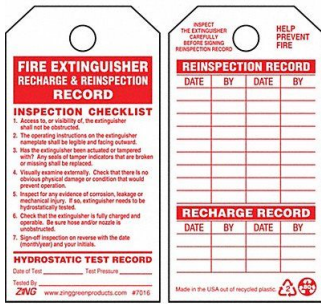 FIRE EXTINGUISHER
RECHARGE & REINSPECTION
RECORD
INSPECTION CHECKLIST
1. Access to, or visibility of, the extinguisher
shall not be obstructed.
2. The operating instructions on the extinguisher
nameplate shall be legible and facing outward.
3. Has the extinguisher been actuated or tampered
with? Any seals of tamper indicators that are broken
or missing shall be replaced.
4. Visually examine externally. Check that there is no
obvious physical damage or condition that would
prevent operation.
5. Inspect for any evidence of corrosion, leakage or
mechanical injury. If so, extinguisher needs to be
hydrostatically tested.
6. Check that the extinguisher is fully charged and
operable. Be sure hose and/or nozzle is
unobstructed.
7. Sign-off inspection on reverse with the date
(month/year) and your initials.
HYDROSTATIC TEST RECORD
Date of Test Test Pressure
Tested By
ZING www.zinggreenproducts.com #7016
INSPECT
THE EXTINGUISHER
CAREFULLY
BEFORE SIGNING
REINSPECTION RECORD
HELP
PREVENT
FIRE
REINSPECTION RECORD
DATE BY DATE BY
RECHARGE RECORD
DATE BY DATE BY
Made in the USA out of recycled plastic.